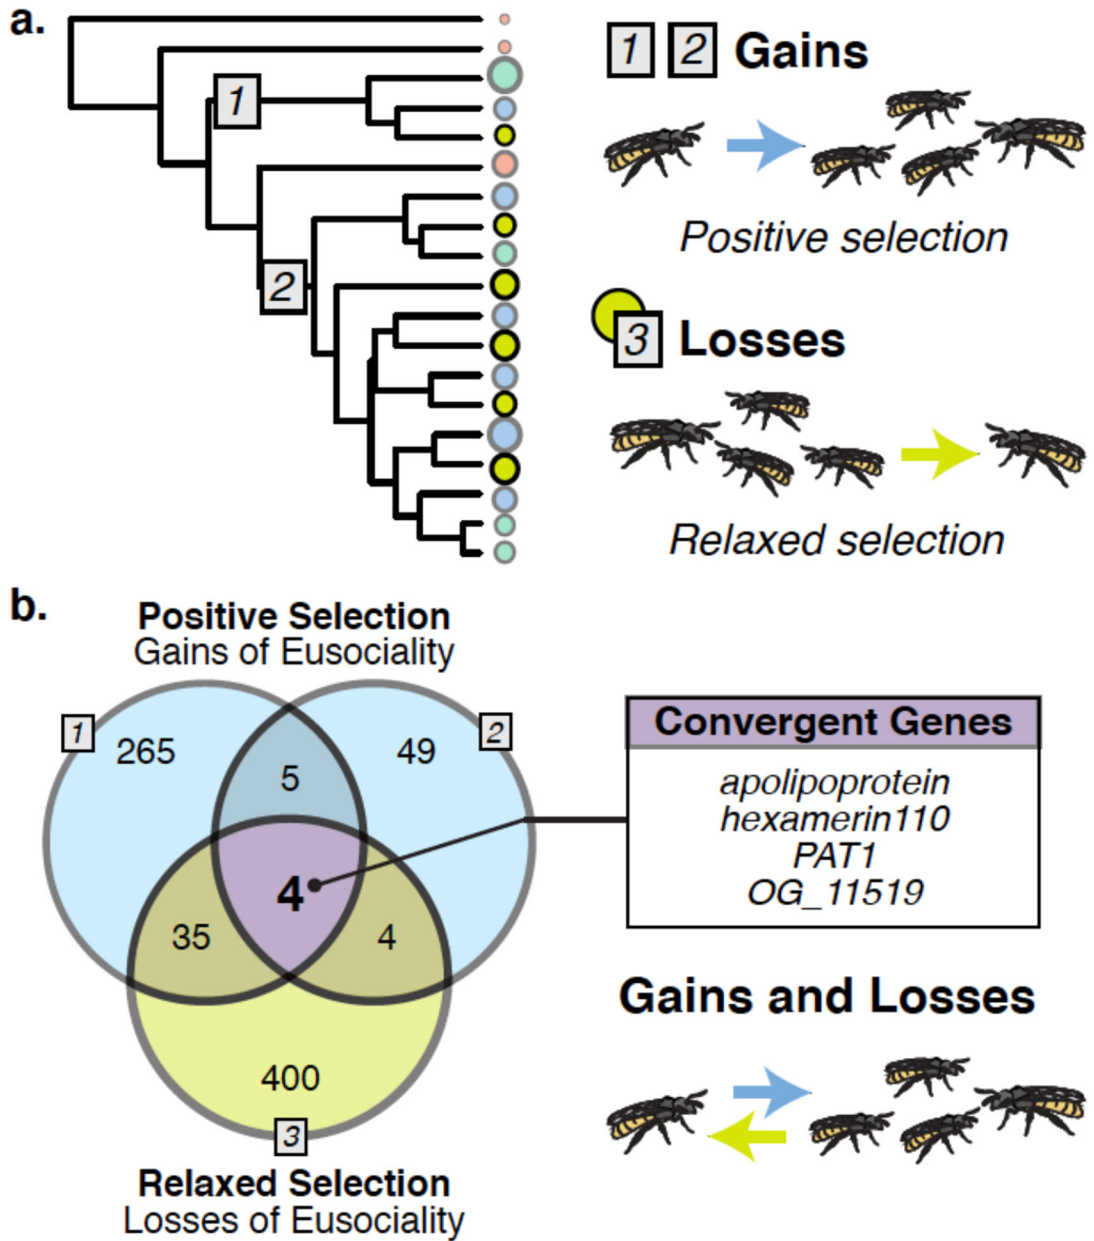 a.
1
2
1 2 Gains
Positive selection
3 Losses
Relaxed selection
b.
Positive Selection
Gains of Eusociality
1
2
265
5
49
4
35
4
400
3
Relaxed Selection
Losses of Eusociality
Convergent Genes
apolipoprotein
hexamerin110
PAT1
OG_11519
Gains and Losses